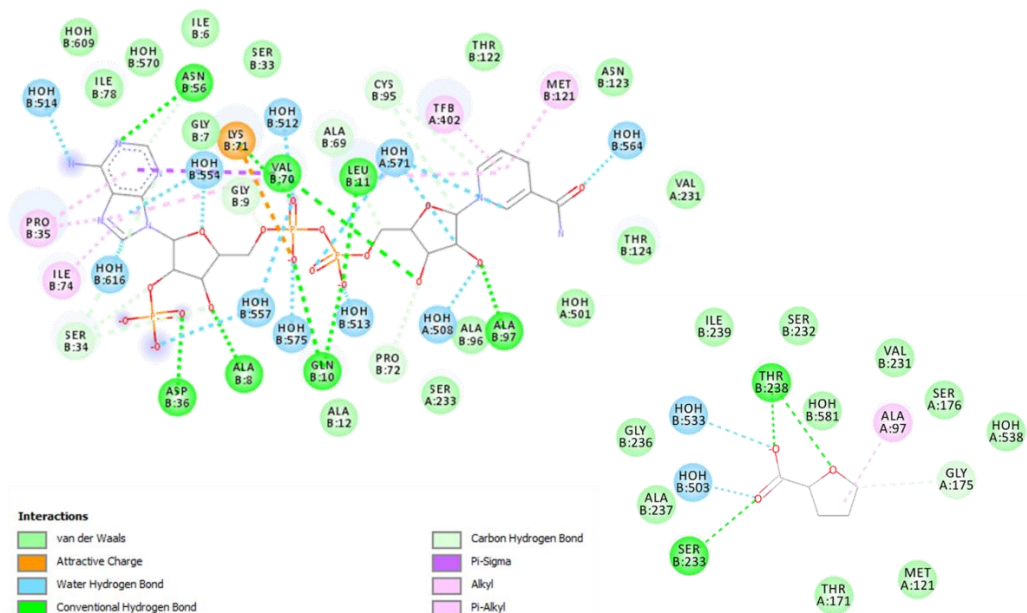 ILE
B:6
HOH
B:609
HOH
B:570
SER
B:33
ASN
B:56
ILE
B:78
HOH
B:514
THR
B:122
ASN
B:123
CYS
B:95
MET
B:121
TFB
B:402
HOH
B:512
GLY
B:7
LYS
B:71
ALA
B:69
HOH
A:571
HOH
B:564
HOH
B:554
VAL
B:70
LEU
B:11
GLY
B:9
VAL
A:231
PRO
B:35
THR
B:124
ILE
B:74
HOH
B:616
HOH
B:557
HOH
B:575
HOH
B:513
HOH
A:508
ALA
B:96
ALA
B:97
HOH
A:501
SER
B:34
ASP
B:36
ALA
B:8
GLN
B:10
PRO
B:72
SER
A:233
ALA
B:12
N
N
N
N
N
O
O
O
O
P
O-
O
O-
O
P
O
O-
O
P
O
O-
O
O
O
O
N
O
N
ILE
B:239
SER
B:232
VAL
B:231
THR
B:238
HOH
B:581
SER
A:176
HOH
B:533
ALA
A:97
HOH
A:538
GLY
B:236
HOH
B:503
GLY
A:175
ALA
B:237
SER
B:233
THR
A:171
MET
A:121
O-
O
O
Interactions
van der Waals
Attractive Charge
Water Hydrogen Bond
Conventional Hydrogen Bond
Carbon Hydrogen Bond
Pi-Sigma
Alkyl
Pi-Alkyl